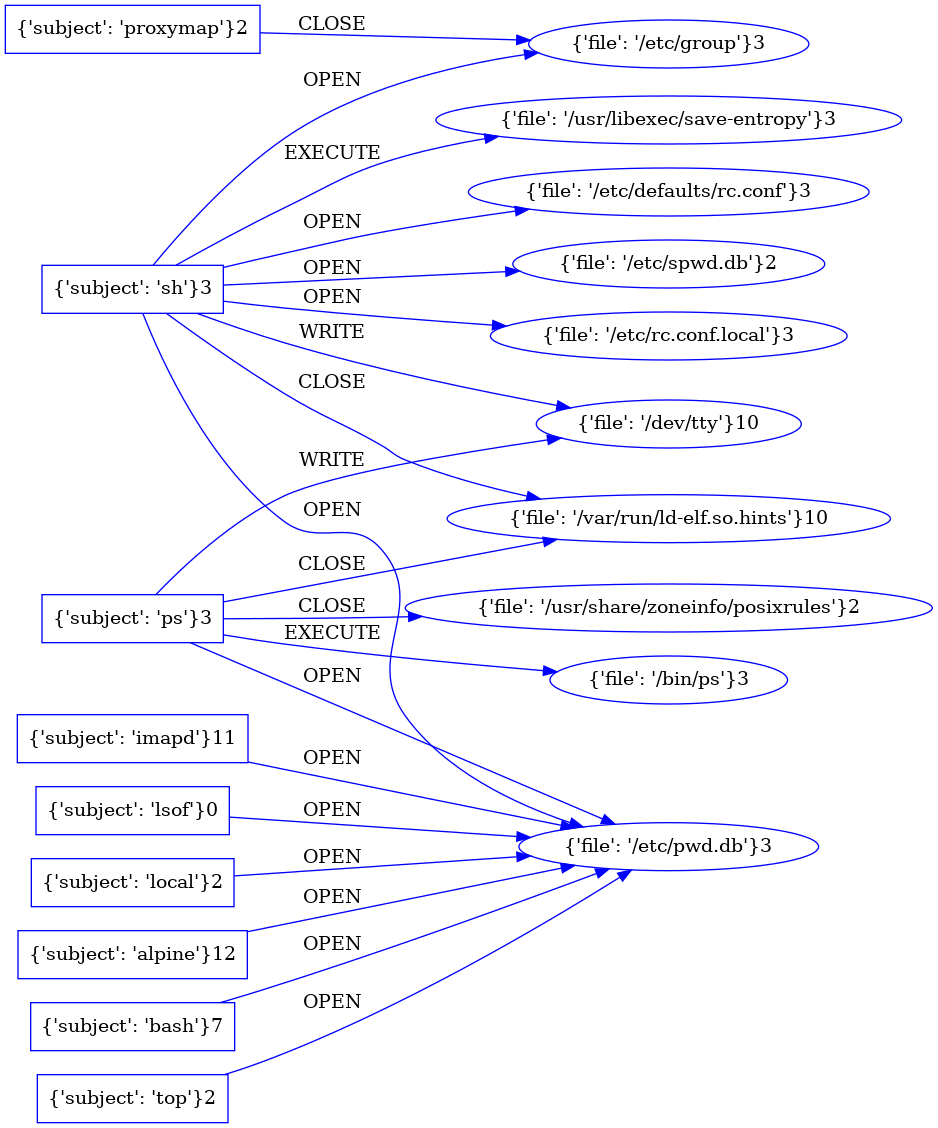 {'subject': 'proxymap'}2
CLOSE
{'file': '/etc/group'}3
OPEN
{'file': '/usr/libexec/save-entropy'}3
EXECUTE
{'file': '/etc/defaults/rc.conf'}3
OPEN
{'file': '/etc/spwd.db'}2
OPEN
{'subject': 'sh'}3
OPEN
{'file': '/etc/rc.conf.local'}3
WRITE
CLOSE
{'file': '/dev/tty'}10
WRITE
OPEN
{'file': '/var/run/ld-elf.so.hints'}10
CLOSE
{'subject': 'ps'}3
CLOSE
{'file': '/usr/share/zoneinfo/posixrules'}2
EXECUTE
{'file': '/bin/ps'}3
OPEN
{'subject': 'imapd'}11
OPEN
{'subject': 'lsof'}0
OPEN
{'file': '/etc/pwd.db'}3
OPEN
{'subject': 'local'}2
OPEN
{'subject': 'alpine'}12
OPEN
{'subject': 'bash'}7
OPEN
{'subject': 'top'}2